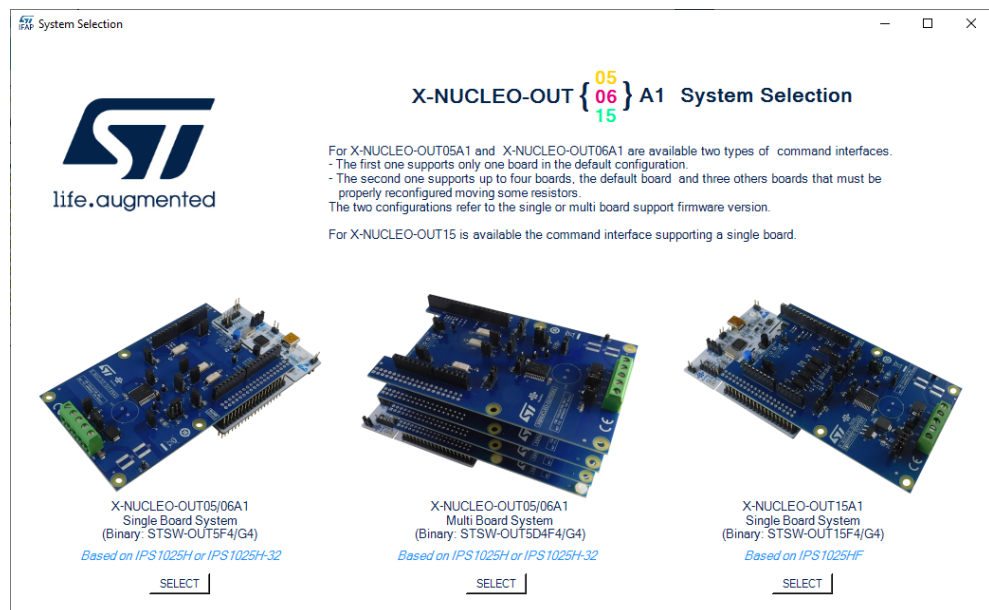 IFAP System Selection
ST
life.augmented
X-NUCLEO-OUT { 05 06 15 } A1 System Selection
For X-NUCLEO-OUT05A1 and X-NUCLEO-OUT06A1 are available two types of command interfaces.
- The first one supports only one board in the default configuration.
- The second one supports up to four boards, the default board and three others boards that must be
properly reconfigured moving some resistors.
The two configurations refer to the single or multi board support firmware version.
For X-NUCLEO-OUT15 is available the command interface supporting a single board.
X-NUCLEO-OUT05/06A1
Single Board System
(Binary: STSW-OUT5F4/G4)
Based on IPS1025H or IPS1025H-32
SELECT
X-NUCLEO-OUT05/06A1
Multi Board System
(Binary: STSW-OUT5D4F4/G4)
Based on IPS1025H or IPS1025H-32
SELECT
X-NUCLEO-OUT15A1
Single Board System
(Binary: STSW-OUT15F4/G4)
Based on IPS1025HF
SELECT